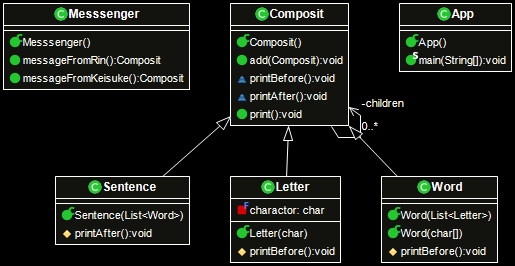 Messsenger
Messsenger()
messageFromRin():Composit
messageFromKeisuke():Composit
Composit
Composit()
add(Composit):void
printBefore():void
printAfter():void
print():void
App
App()
main(String[]):void
-children
0..*
Sentence
Sentence(List<Word>)
printAfter():void
Letter
charactor: char
Letter(char)
printBefore():void
Word
Word(List<Letter>)
Word(char[])
printBefore():void